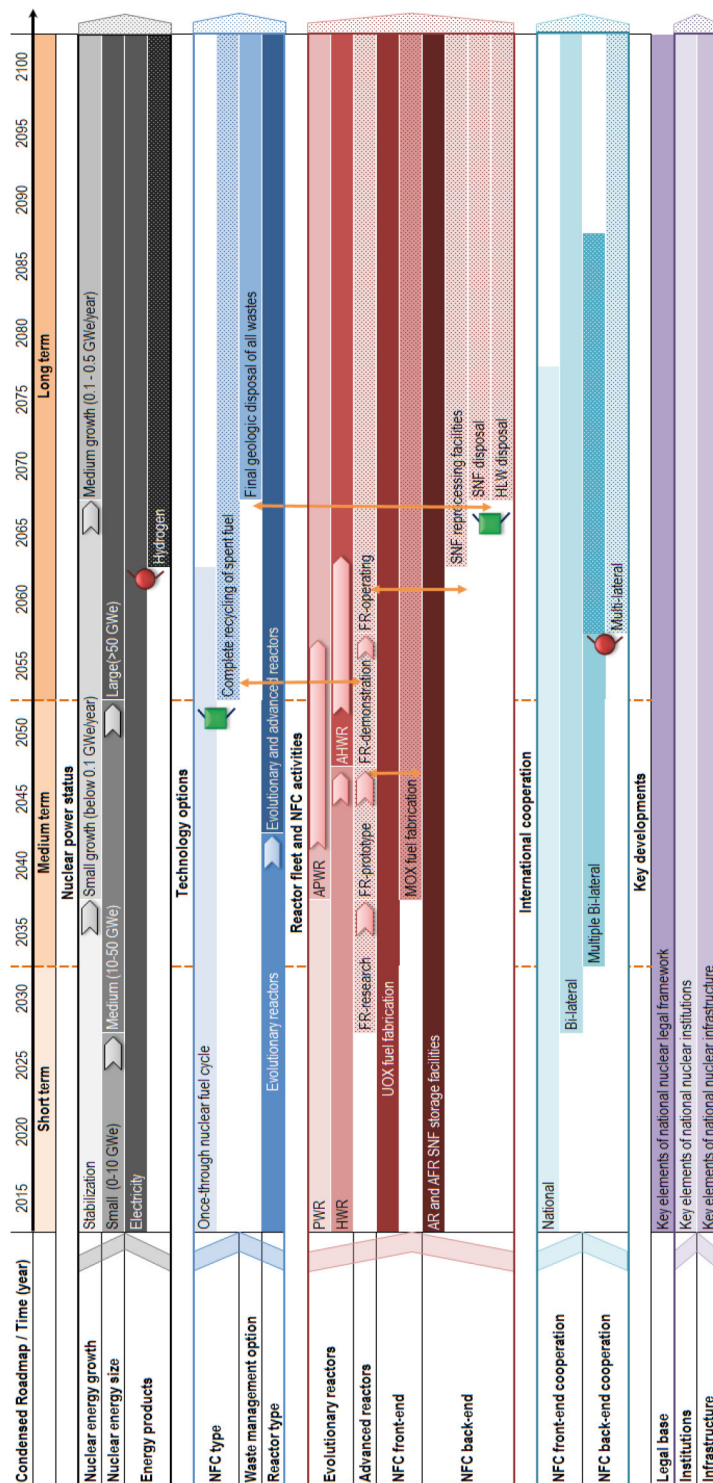 Condensed Roadmap / Time (year)
2015 2020 2025 2030 2035 2040 2045 2050 2055 2060 2065 2070 2075 2080 2085 2090 2095 2100
Short term Medium term Long term
Nuclear power status
Nuclear energy growth
Stabilization
Small growth (below 0.1 GWe/year)
Medium growth (0.1 - 0.5 GWe/year)
Nuclear energy size
Small (0-10 GWe)
Medium (10-50 GWe)
Large(>50 GWe)
Energy products
Electricity
Hydrogen
Technology options
NFC type
Once-through nuclear fuel cycle
Complete recycling of spent fuel
Waste management option
Final geologic disposal of all wastes
Reactor type
Evolutionary reactors
Evolutionary and advanced reactors
Reactor fleet and NFC activities
Evolutionary reactors
PWR
APWR
HWR
AHWR
Advanced reactors
FR-research
FR-prototype
FR-demonstration
FR-operating
NFC front-end
UOX fuel fabrication
MOX fuel fabrication
NFC back-end
AR and AFR SNF storage facilities
SNF reprocessing facilities
SNF disposal
HLW disposal
International cooperation
NFC front-end cooperation
National
Bi-lateral
NFC back-end cooperation
Multiple Bi-lateral
Multi-lateral
Key developments
Legal base
Key elements of national nuclear legal framework
Institutions
Key elements of national nuclear institutions
Infrastructure
Key elements of national nuclear infrastructure